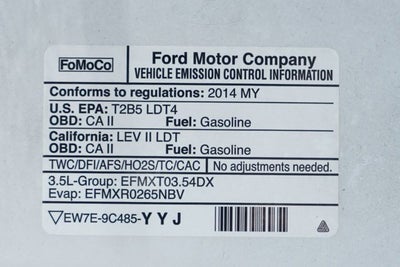 FoMoCo
Ford Motor Company
VEHICLE EMISSION CONTROL INFORMATION
Conforms to regulations: 2014 MY
U.S. EPA: T2B5 LDT4
OBD: CA II Fuel: Gasoline
California: LEV II LDT
OBD: CA II Fuel: Gasoline
TWC/DFI/AFS/HO2S/TC/CAC No adjustments needed.
3.5L-Group: EFMXT03.54DX
Evap: EFMXR0265NBV
▽EW7E-9C485-Y Y J